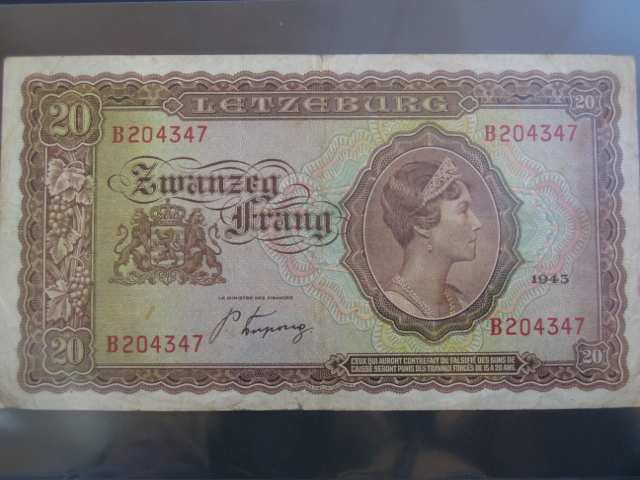 20 LETZEBURG 20
B204347 B204347
Zwanzeg
Frang
1943
LE MINISTRE DES FINANCES
P Dupong.
B204347 B204347
20 20
CEUX QUI AURONT CONTREFAIT OU FALSIFIÉ DES BONS DE
CAISSE SERONT PUNIS DES TRAVAUX FORCÉS DE 15 À 20 ANS.